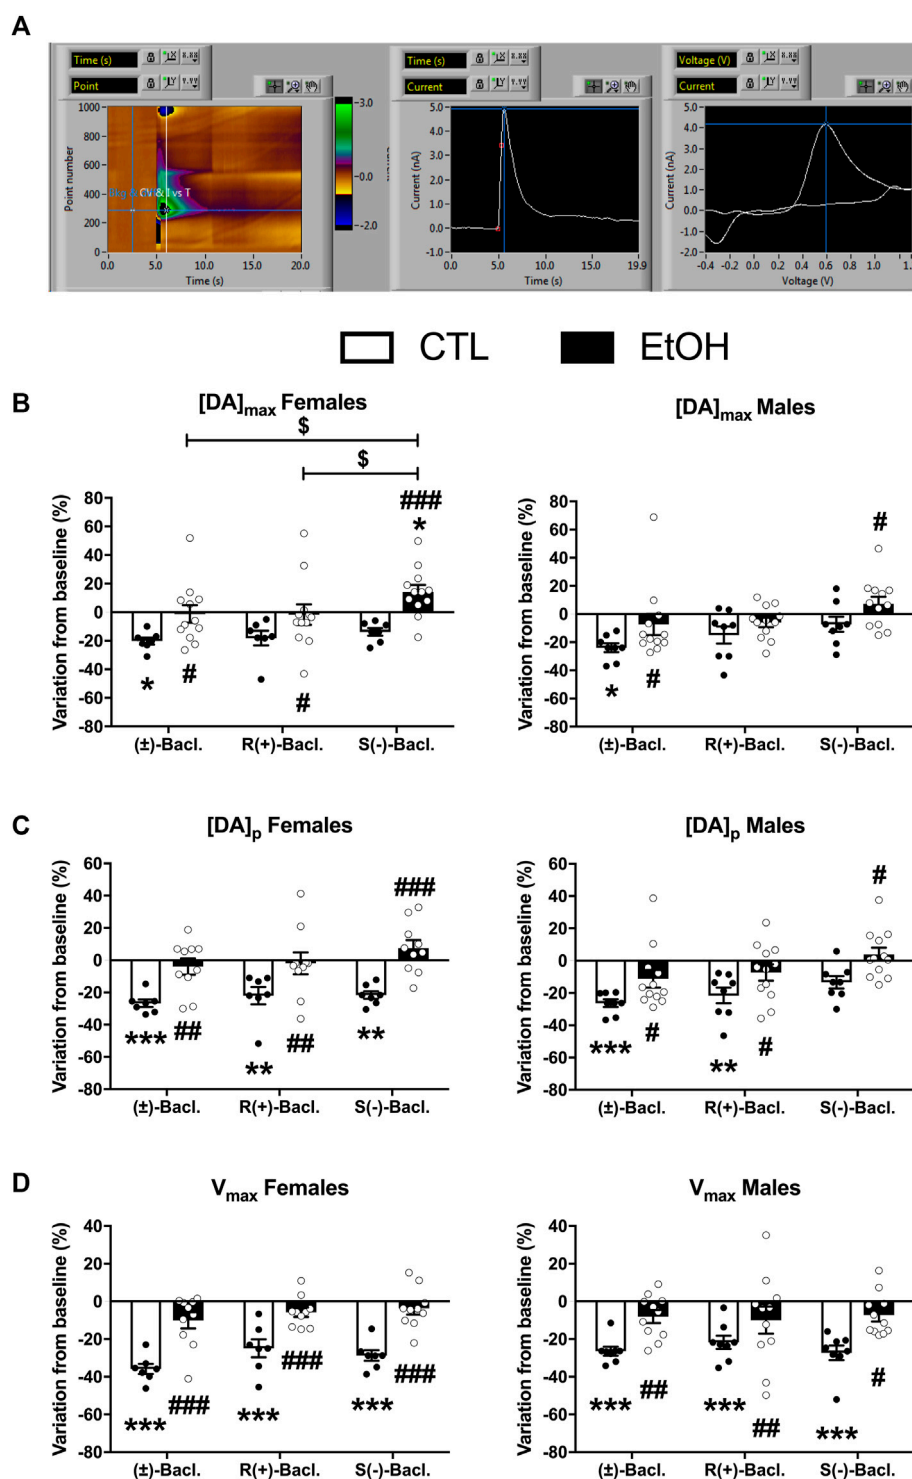 A
Time (s)
Point
Time (s)
Current
Voltage (V)
Current
1000
800
600
400
200
0
Point number
Bkg & CV & I vs T
0.0 5.0 10.0 15.0 20.0
Time (s)
3.0
0.0
-2.0
5.0
4.0
3.0
2.0
1.0
0.0
-1.0
Current (nA)
0.0 5.0 10.0 15.0 19.9
Time (s)
5.0
4.0
3.0
2.0
1.0
0.0
-1.0
-2.0
Current (nA)
-0.4 -0.2 0.0 0.2 0.4 0.6 0.8 1.0 1.
Voltage (V)
CTL EtOH
B
[DA]max Females
$
$
Variation from baseline (%)
80
60
40
20
0
-20
-40
-60
-80
*
#
#
###
*
(±)-Bacl. R(+)-Bacl. S(-)-Bacl.
[DA]max Males
Variation from baseline (%)
80
60
40
20
0
-20
-40
-60
-80
*
#
#
(±)-Bacl. R(+)-Bacl. S(-)-Bacl.
C
[DA]p Females
Variation from baseline (%)
60
40
20
0
-20
-40
-60
-80
***
##
**
##
**
###
(±)-Bacl. R(+)-Bacl. S(-)-Bacl.
[DA]p Males
Variation from baseline (%)
60
40
20
0
-20
-40
-60
-80
***
#
**
#
#
(±)-Bacl. R(+)-Bacl. S(-)-Bacl.
D
Vmax Females
Variation from baseline (%)
40
20
0
-20
-40
-60
-80
***
###
***
###
***
###
(±)-Bacl. R(+)-Bacl. S(-)-Bacl.
Vmax Males
Variation from baseline (%)
40
20
0
-20
-40
-60
-80
***
##
***
##
***
#
(±)-Bacl. R(+)-Bacl. S(-)-Bacl.